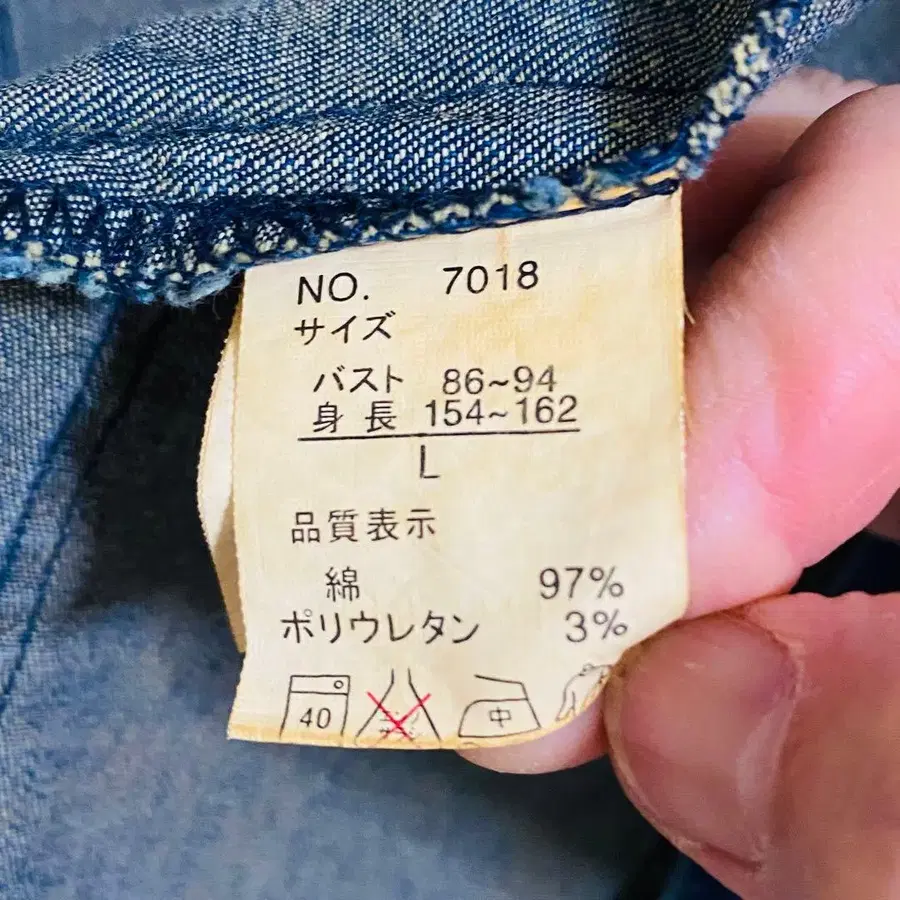 NO. 7018
サイズ
バスト 86~94
身長 154~162
L
品質表示
綿 97%
ポリウレタン 3%
40 中